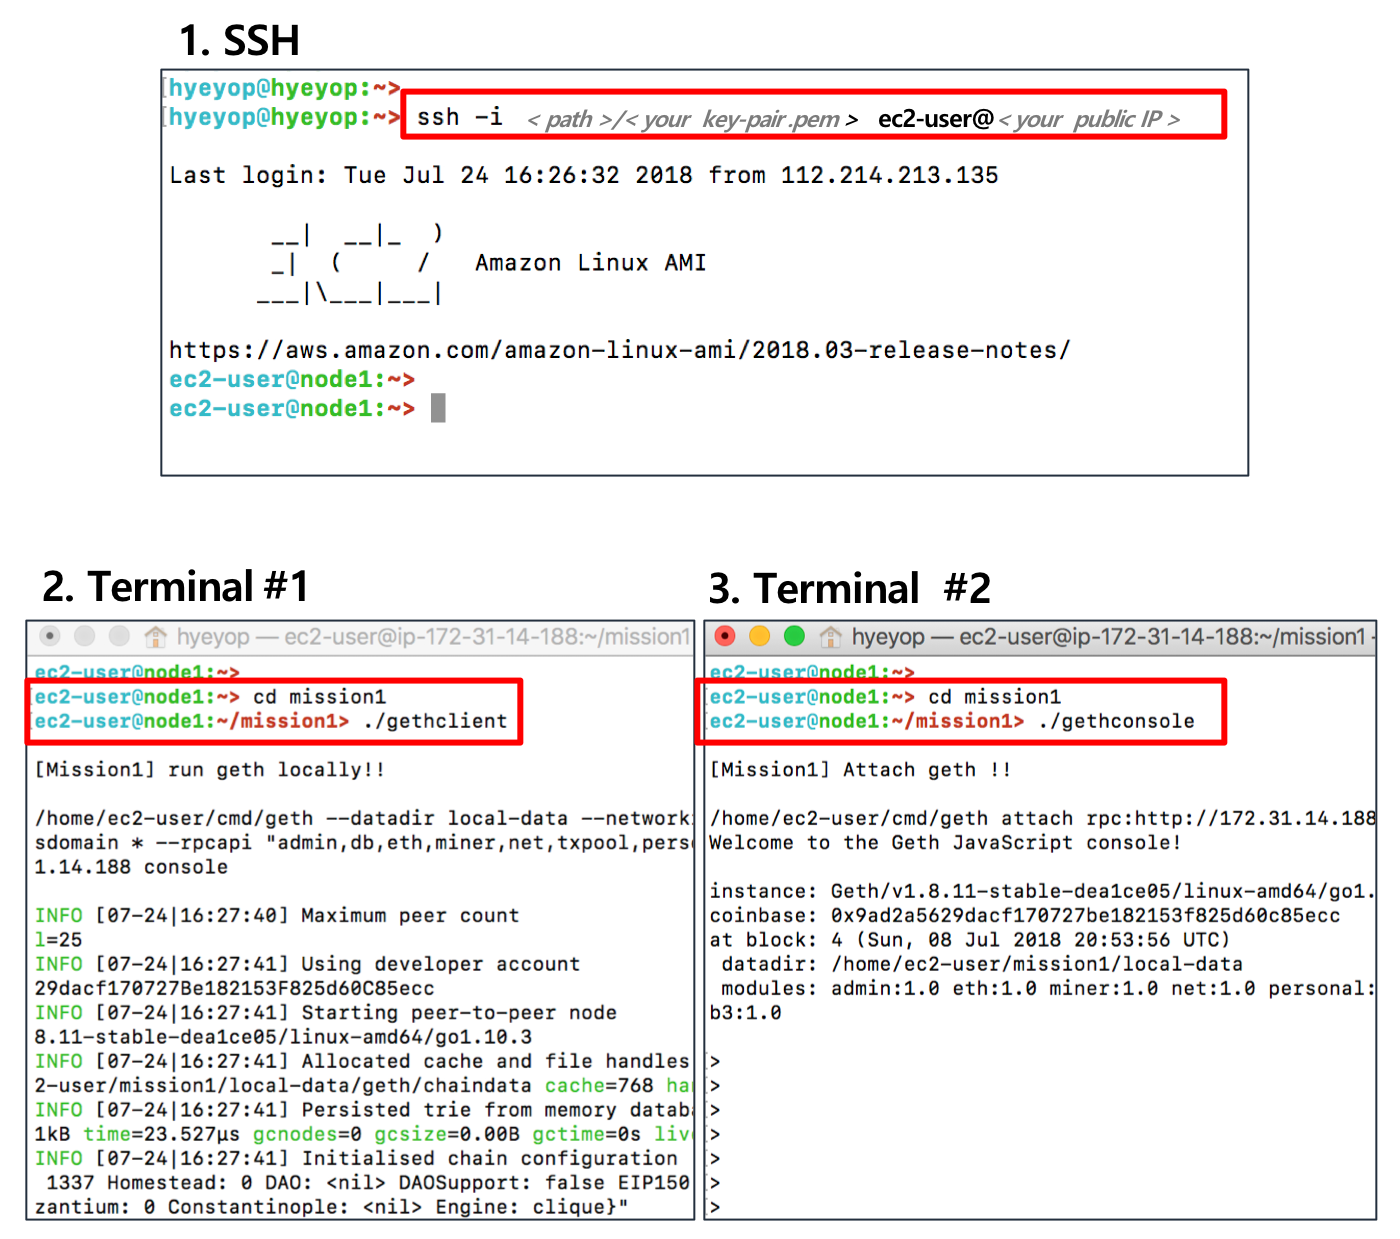 1. SSH
hyeyop@hyeyop:~>
hyeyop@hyeyop:~> ssh -i < path >/< your key-pair.pem > ec2-user@< your public IP >
Last login: Tue Jul 24 16:26:32 2018 from 112.214.213.135
__|  __|_  )
_|  (     /   Amazon Linux AMI
___|\___|___|
https://aws.amazon.com/amazon-linux-ami/2018.03-release-notes/
ec2-user@node1:~>
ec2-user@node1:~>
2. Terminal #1
hyeyop — ec2-user@ip-172-31-14-188:~/mission1
ec2-user@node1:~>
ec2-user@node1:~> cd mission1
ec2-user@node1:~/mission1> ./gethclient
[Mission1] run geth locally!!
/home/ec2-user/cmd/geth --datadir local-data --network
sdomain * --rpcapi "admin,db,eth,miner,net,txpool,pers
1.14.188 console
INFO [07-24|16:27:40] Maximum peer count
l=25
INFO [07-24|16:27:41] Using developer account
29dacf170727Be182153F825d60C85ecc
INFO [07-24|16:27:41] Starting peer-to-peer node
8.11-stable-dea1ce05/linux-amd64/go1.10.3
INFO [07-24|16:27:41] Allocated cache and file handles
2-user/mission1/local-data/geth/chaindata cache=768 ha
INFO [07-24|16:27:41] Persisted trie from memory datab
1kB time=23.527µs gcnodes=0 gcsize=0.00B gctime=0s liv
INFO [07-24|16:27:41] Initialised chain configuration
1337 Homestead: 0 DAO: <nil> DAOSupport: false EIP150
zantium: 0 Constantinople: <nil> Engine: clique}"
3. Terminal #2
hyeyop — ec2-user@ip-172-31-14-188:~/mission1 -
ec2-user@node1:~>
ec2-user@node1:~> cd mission1
ec2-user@node1:~/mission1> ./gethconsole
[Mission1] Attach geth !!
/home/ec2-user/cmd/geth attach rpc:http://172.31.14.188
Welcome to the Geth JavaScript console!
instance: Geth/v1.8.11-stable-dea1ce05/linux-amd64/go1.
coinbase: 0x9ad2a5629dacf170727be182153f825d60c85ecc
at block: 4 (Sun, 08 Jul 2018 20:53:56 UTC)
datadir: /home/ec2-user/mission1/local-data
modules: admin:1.0 eth:1.0 miner:1.0 net:1.0 personal:
b3:1.0
>
>
>
>
>
>
>